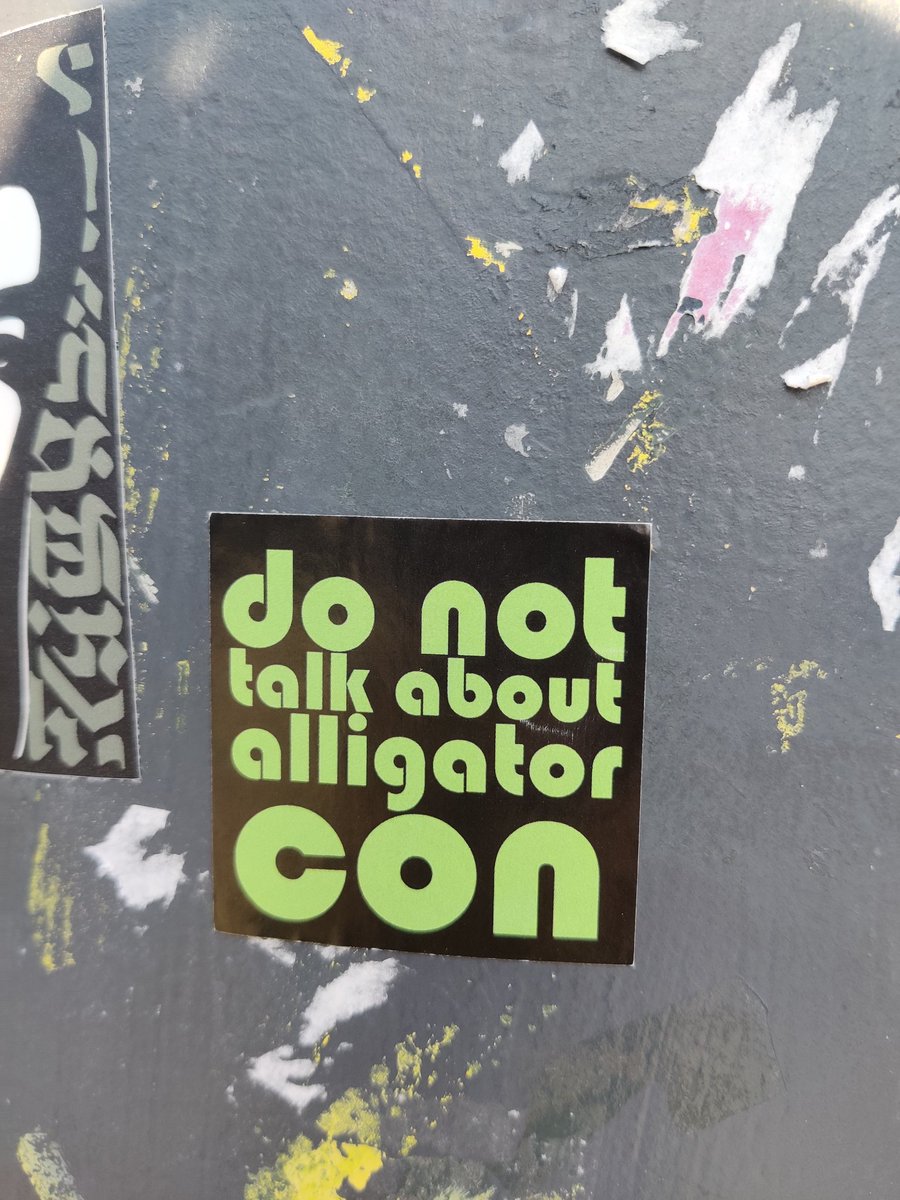 do not
talk about
alligator
con